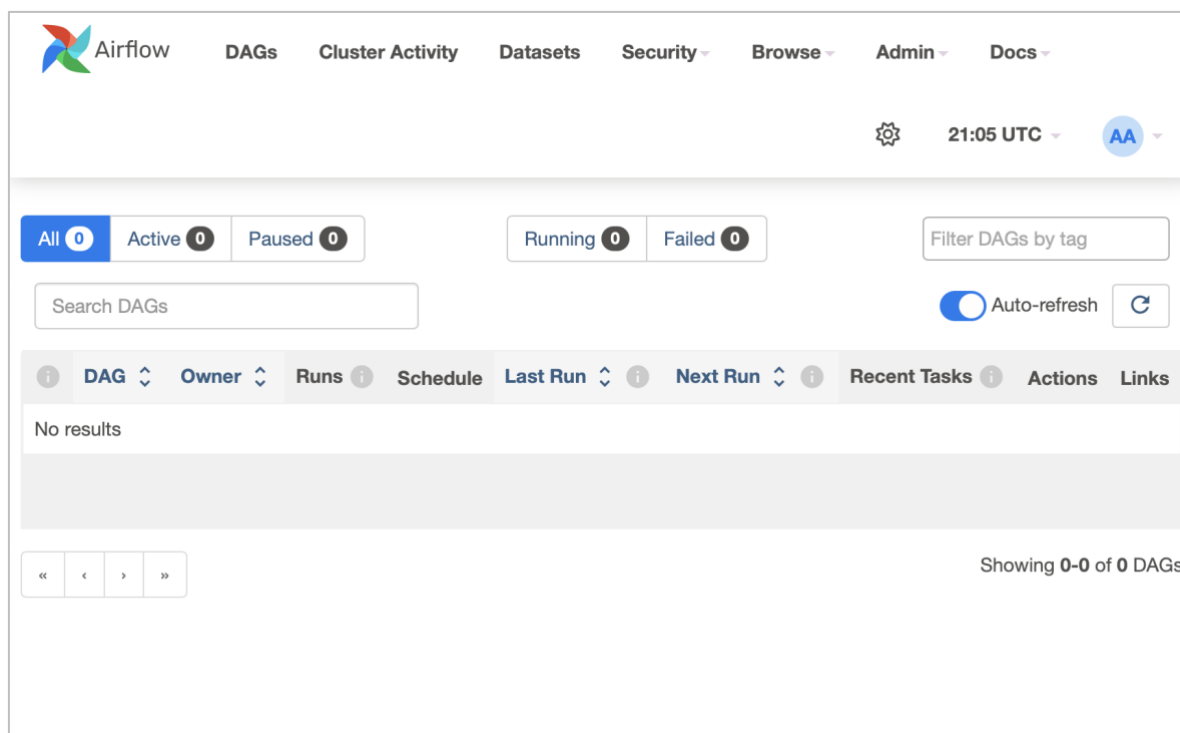 Airflow DAGs Cluster Activity Datasets Security Browse Admin Docs
21:05 UTC AA
All 0 Active 0 Paused 0 Running 0 Failed 0 Filter DAGs by tag
Search DAGs Auto-refresh
i DAG Owner Runs i Schedule Last Run i Next Run i Recent Tasks i Actions Links
No results
« ‹ › » Showing 0-0 of 0 DAGs